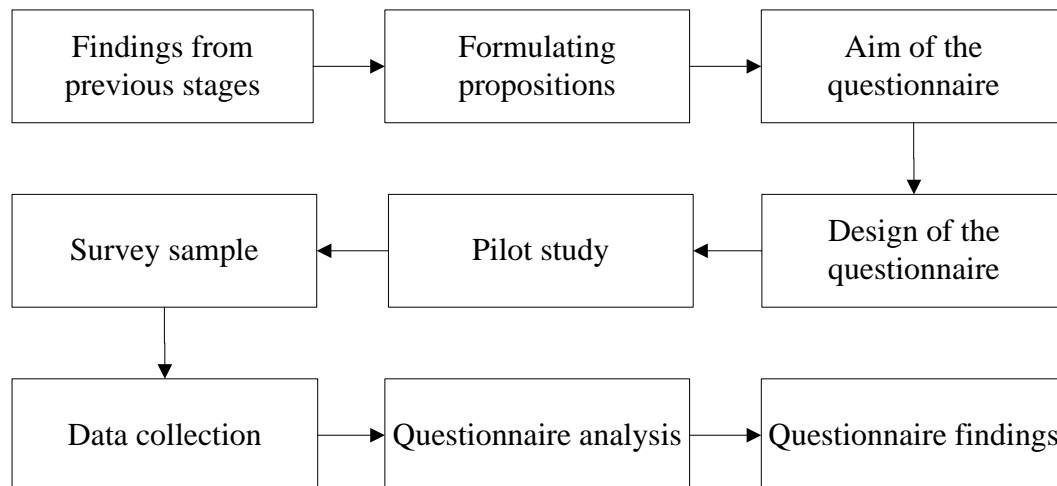 Findings from
previous stages
Formulating
propositions
Aim of the
questionnaire
Design of the
questionnaire
Pilot study
Survey sample
Data collection
Questionnaire analysis
Questionnaire findings